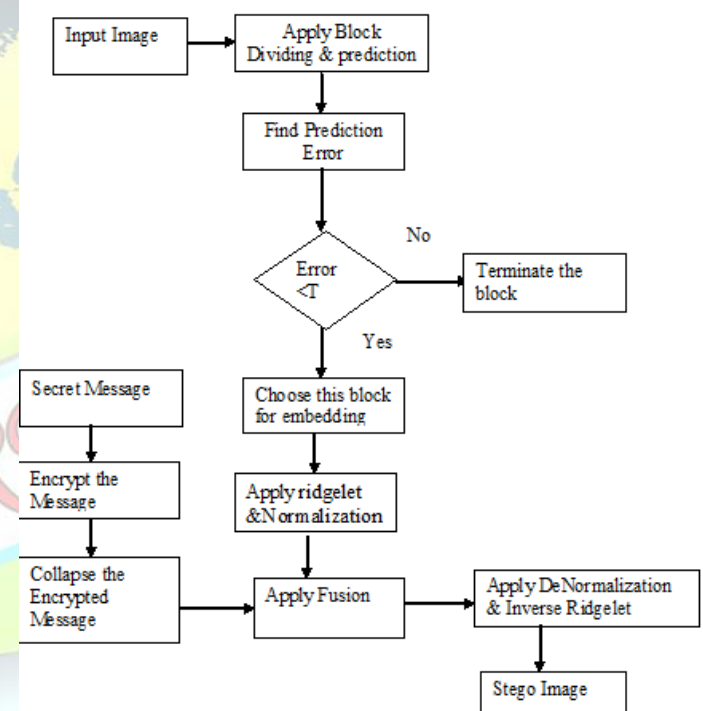 Input Image
Apply Block
Dividing & prediction
Find Prediction
Error
Error
<T
No
Terminate the
block
Yes
Choose this block
for embedding
Secret Message
Encrypt the
Message
Apply ridgelet
&Normalization
Collapse the
Encrypted
Message
Apply Fusion
Apply DeNormalization
& Inverse Ridgelet
Stego Image